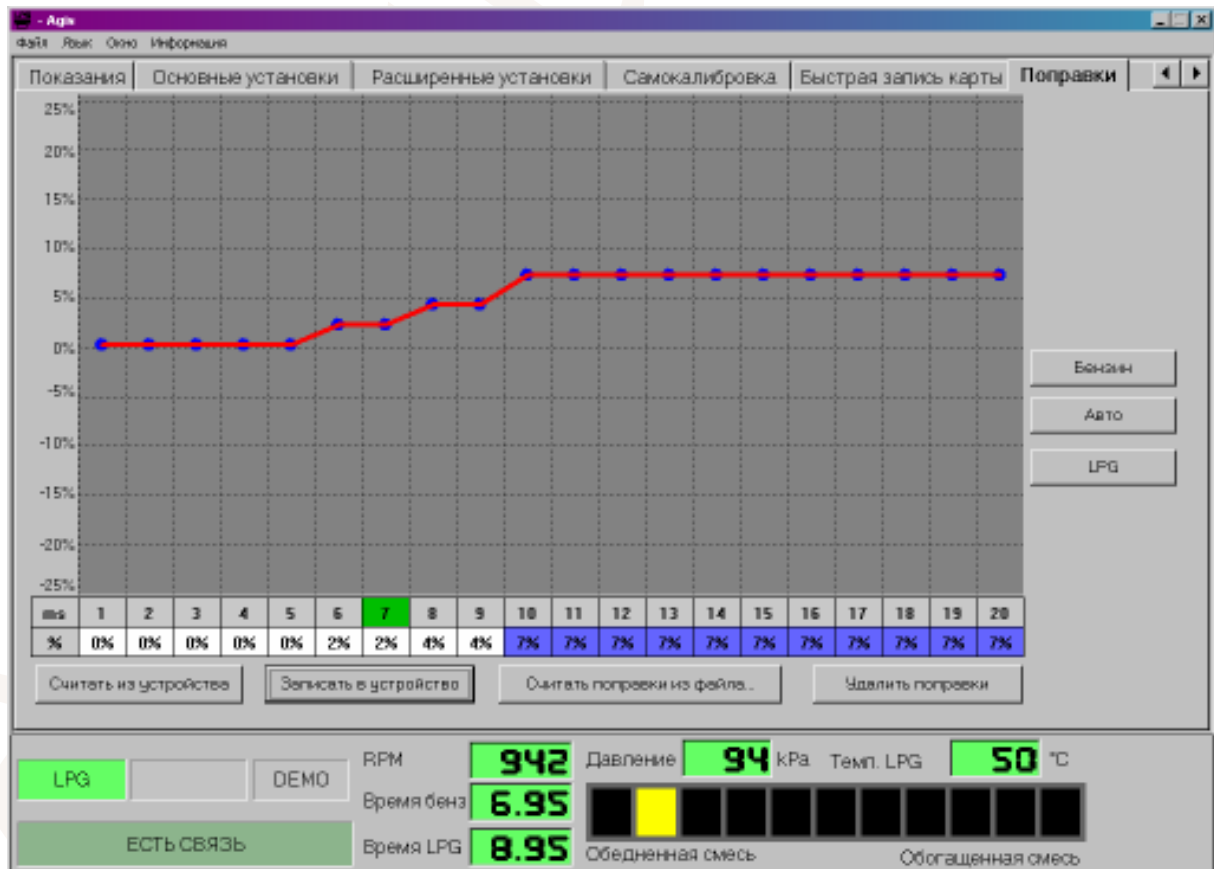 - Agis
Файл Язык Окно Информация
Показания Основные установки Расширенные установки Самокалибровка Быстрая запись карты Поправки
25%
20%
15%
10%
5%
0%
-5%
-10%
-15%
-20%
-25%
Бензин
Авто
LPG
ms 1 2 3 4 5 6 7 8 9 10 11 12 13 14 15 16 17 18 19 20
% 0% 0% 0% 0% 0% 2% 2% 4% 4% 7% 7% 7% 7% 7% 7% 7% 7% 7% 7% 7%
Считать из устройства Записать в устройство Считать поправки из файла... Удалить поправки
LPG DEMO RPM 942 Давление 94 kPa Темп. LPG 50 °C
Время бенз 6.95
ЕСТЬ СВЯЗЬ Время LPG 8.95 Обедненная смесь Обогащенная смесь